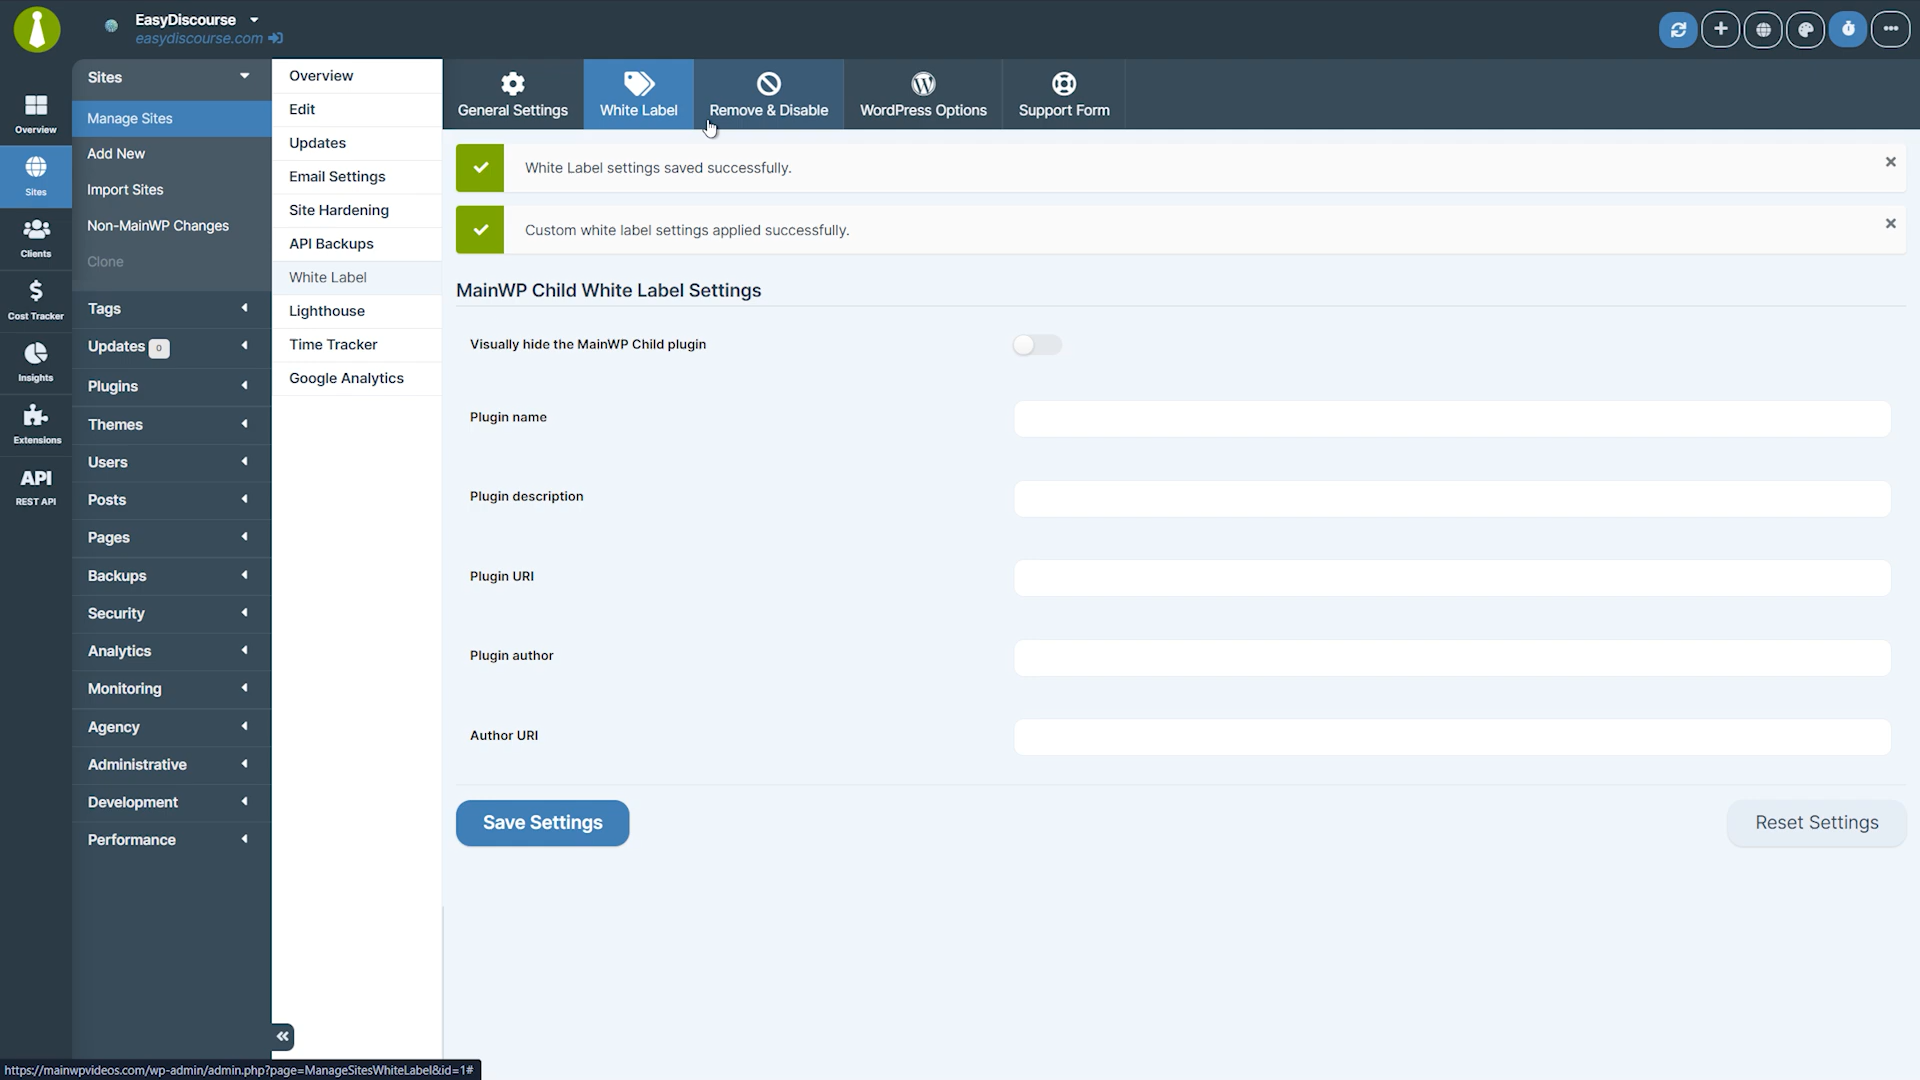 EasyDiscourse
easydiscourse.com
Overview
Sites
Clients
Cost Tracker
Insights
Extensions
API
REST API
Sites
Manage Sites
Add New
Import Sites
Non-MainWP Changes
Clone
Tags
Updates 0
Plugins
Themes
Users
Posts
Pages
Backups
Security
Analytics
Monitoring
Agency
Administrative
Development
Performance
Overview
Edit
Updates
Email Settings
Site Hardening
API Backups
White Label
Lighthouse
Time Tracker
Google Analytics
General Settings
White Label
Remove & Disable
WordPress Options
Support Form
White Label settings saved successfully.
Custom white label settings applied successfully.
MainWP Child White Label Settings
Visually hide the MainWP Child plugin
Plugin name
Plugin description
Plugin URI
Plugin author
Author URI
Save Settings
Reset Settings
https://mainwpvideos.com/wp-admin/admin.php?page=ManageSitesWhiteLabel&id=1#